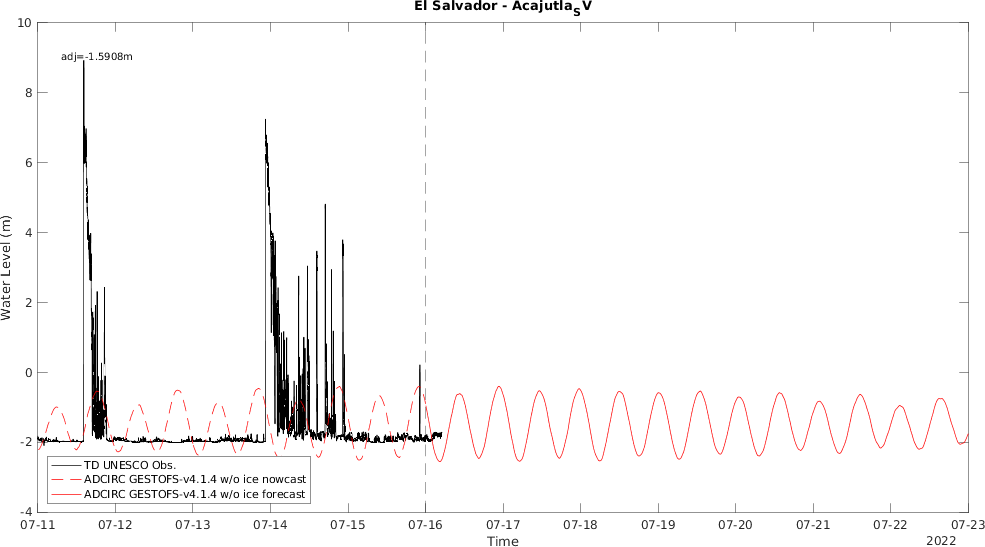 El Salvador - AcajutlaSV
adj=-1.5908m
10
8
6
4
2
0
-2
-4
Water Level (m)
TD UNESCO Obs.
ADCIRC GESTOFS-v4.1.4 w/o ice nowcast
ADCIRC GESTOFS-v4.1.4 w/o ice forecast
07-11 07-12 07-13 07-14 07-15 07-16 07-17 07-18 07-19 07-20 07-21 07-22 07-23
Time
2022